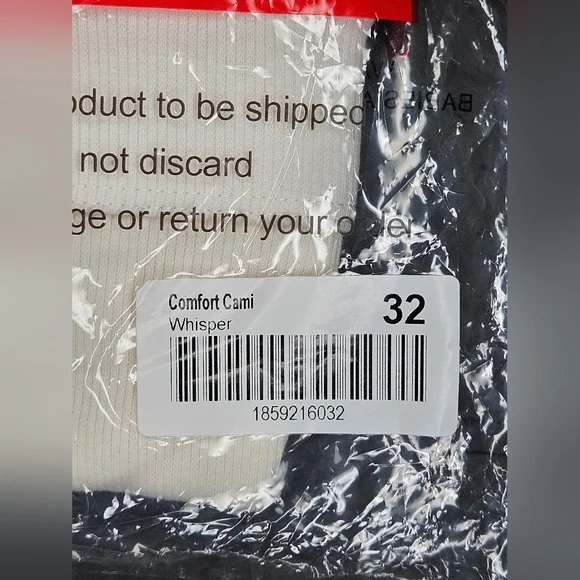 oduct to be shipped
not discard
ge or return your order
Comfort Cami
32
Whisper
1859216032